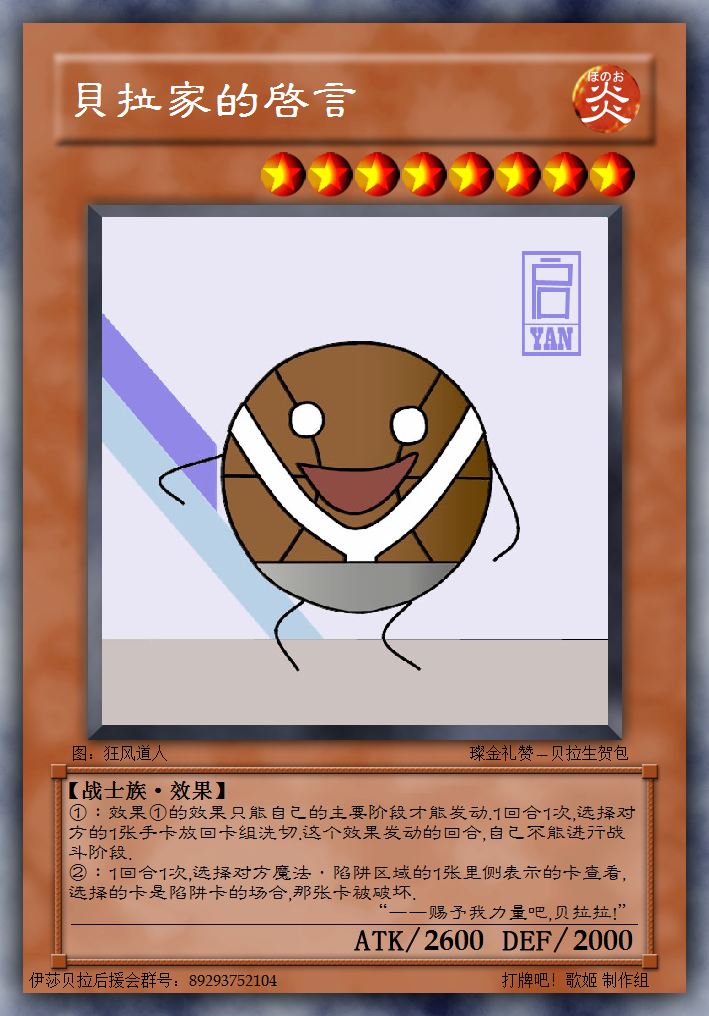 貝拉家的啓言
ほのお
炎
启
YAN
图：狂风道人
璨金礼赞－贝拉生贺包
【战士族·效果】
①：效果①的效果只能自己的主要阶段才能发动.1回合1次,选择对
方的1张手卡放回卡组洗切.这个效果发动的回合,自己不能进行战
斗阶段.
②：1回合1次,选择对方魔法·陷阱区域的1张里侧表示的卡查看,
选择的卡是陷阱卡的场合,那张卡被破坏.
“——赐予我力量吧,贝拉拉!”
ATK/2600 DEF/2000
伊莎贝拉后援会群号：89293752104
打牌吧！歌姬 制作组